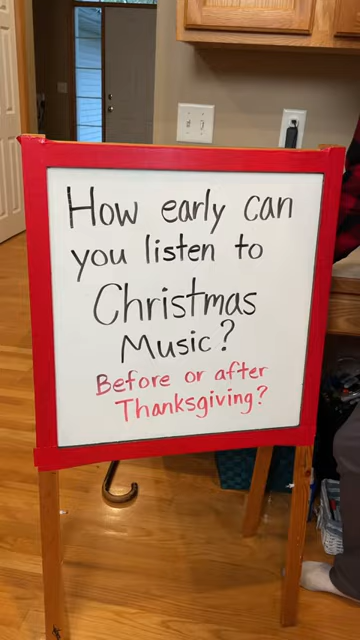 How early can
you listen to
Christmas
Music?
Before or after
Thanksgiving?